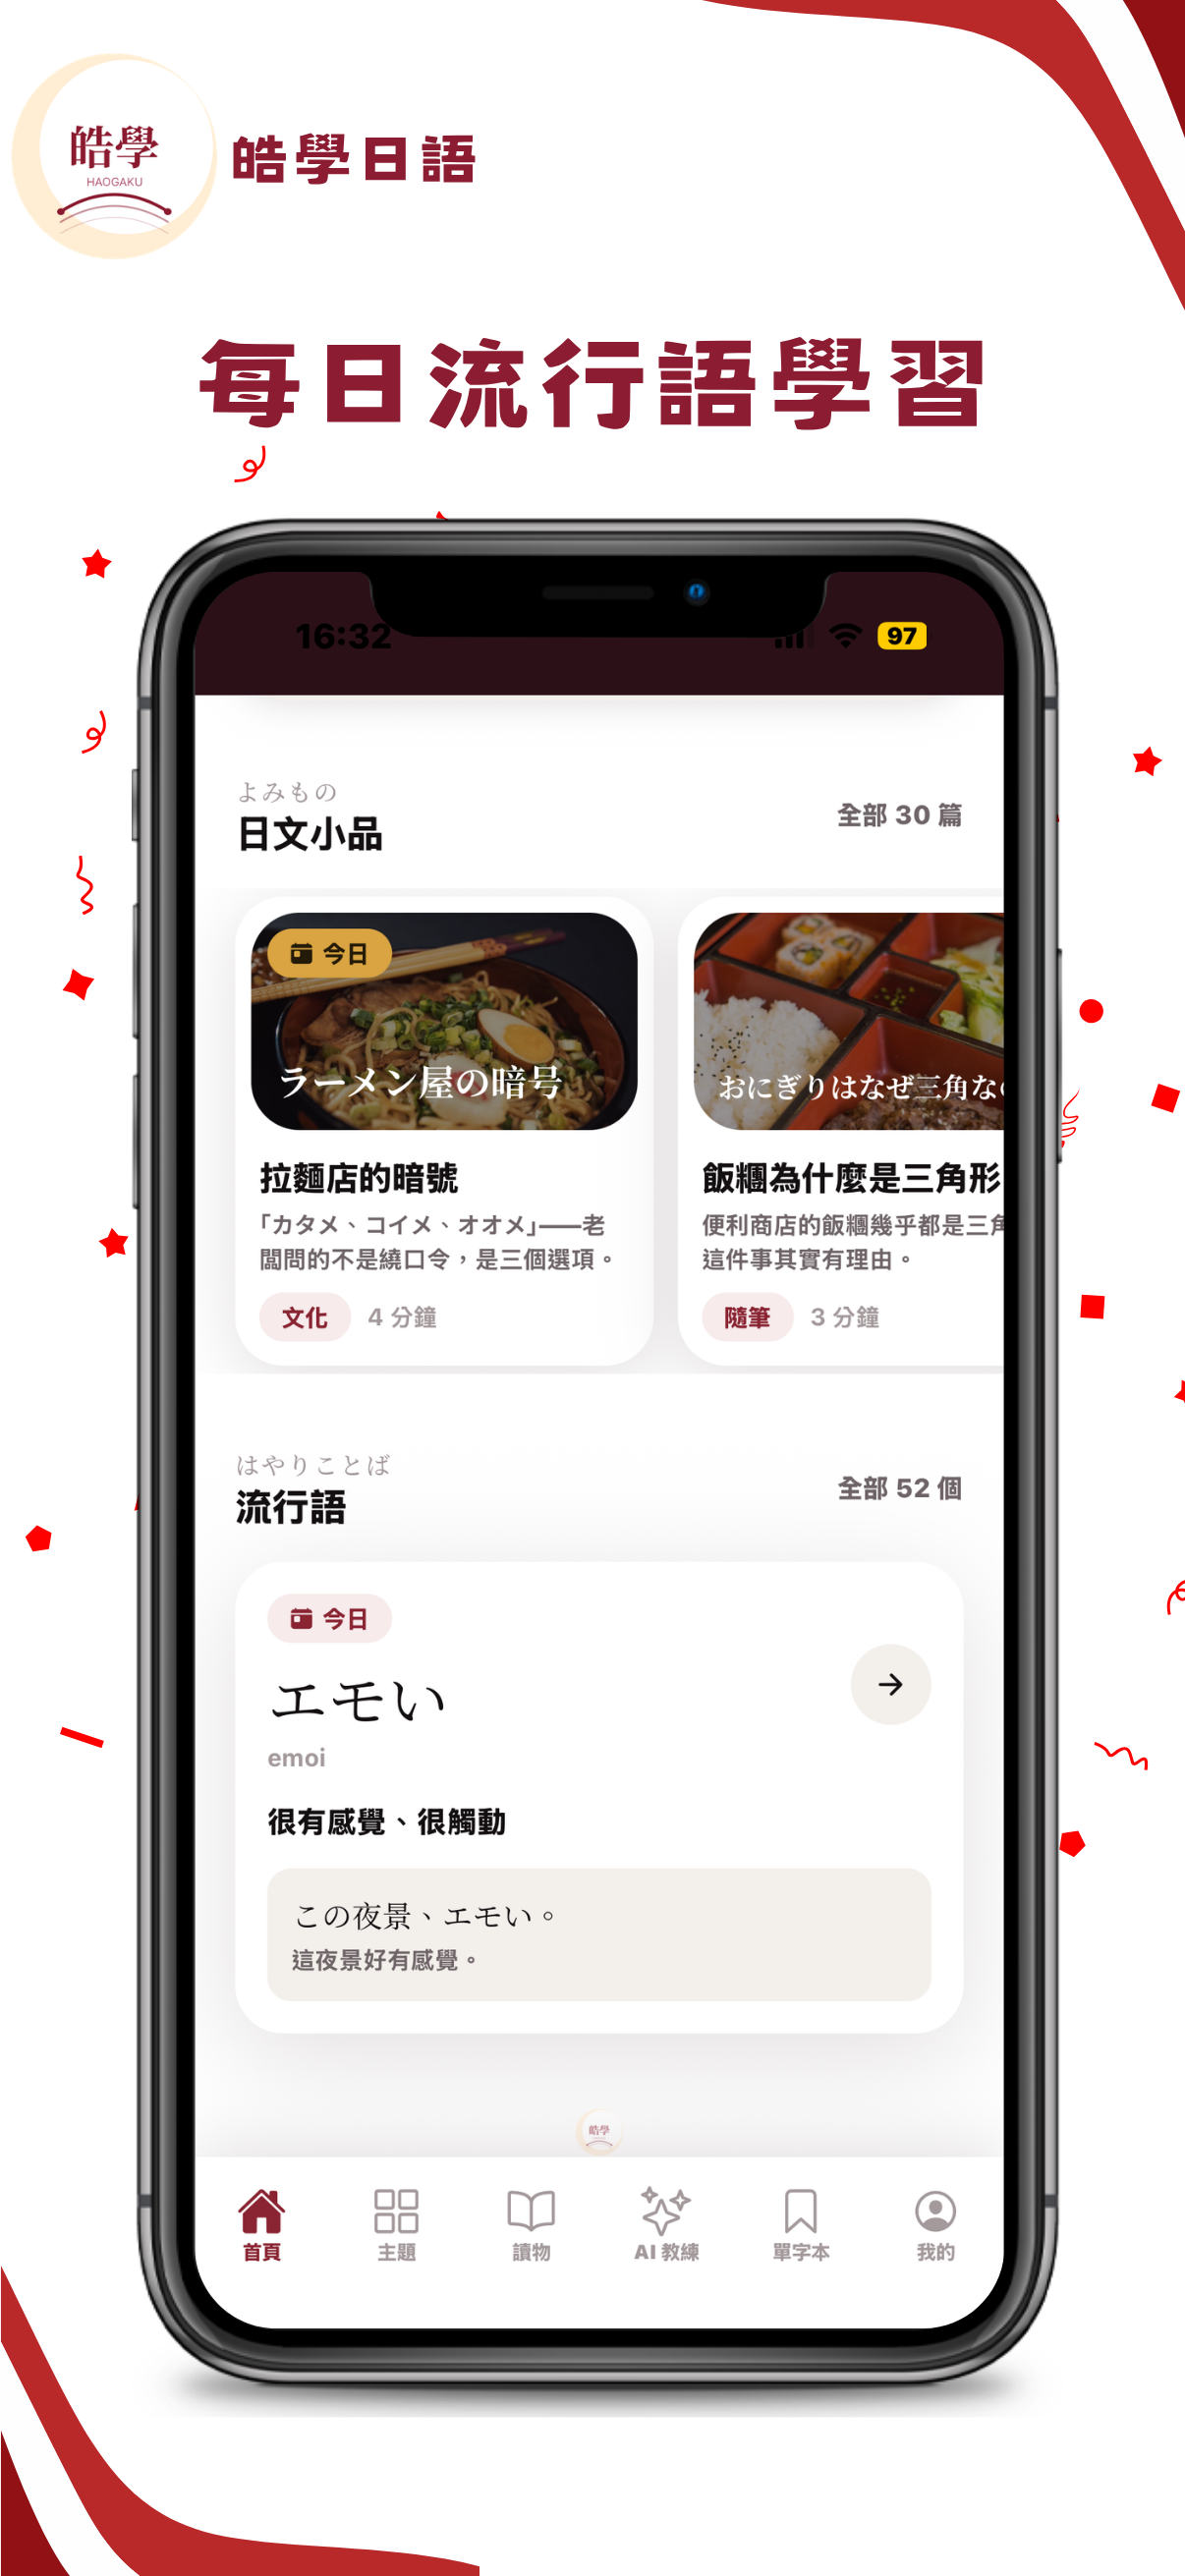 皓學
HAOGAKU
皓學日語
每日流行語學習
16:32
97
よみもの
日文小品
全部 30 篇
今日
ラーメン屋の暗号
拉麵店的暗號
「カタメ、コイメ、オオメ」——老
闆問的不是繞口令，是三個選項。
文化
4 分鐘
おにぎりはなぜ三角な
飯糰為什麼是三角形
便利商店的飯糰幾乎都是三角
這件事其實有理由。
隨筆
3 分鐘
はやりことば
流行語
全部 52 個
今日
エモい
emoi
很有感覺、很觸動
この夜景、エモい。
這夜景好有感覺。
皓學
首頁
主題
讀物
AI 教練
單字本
我的